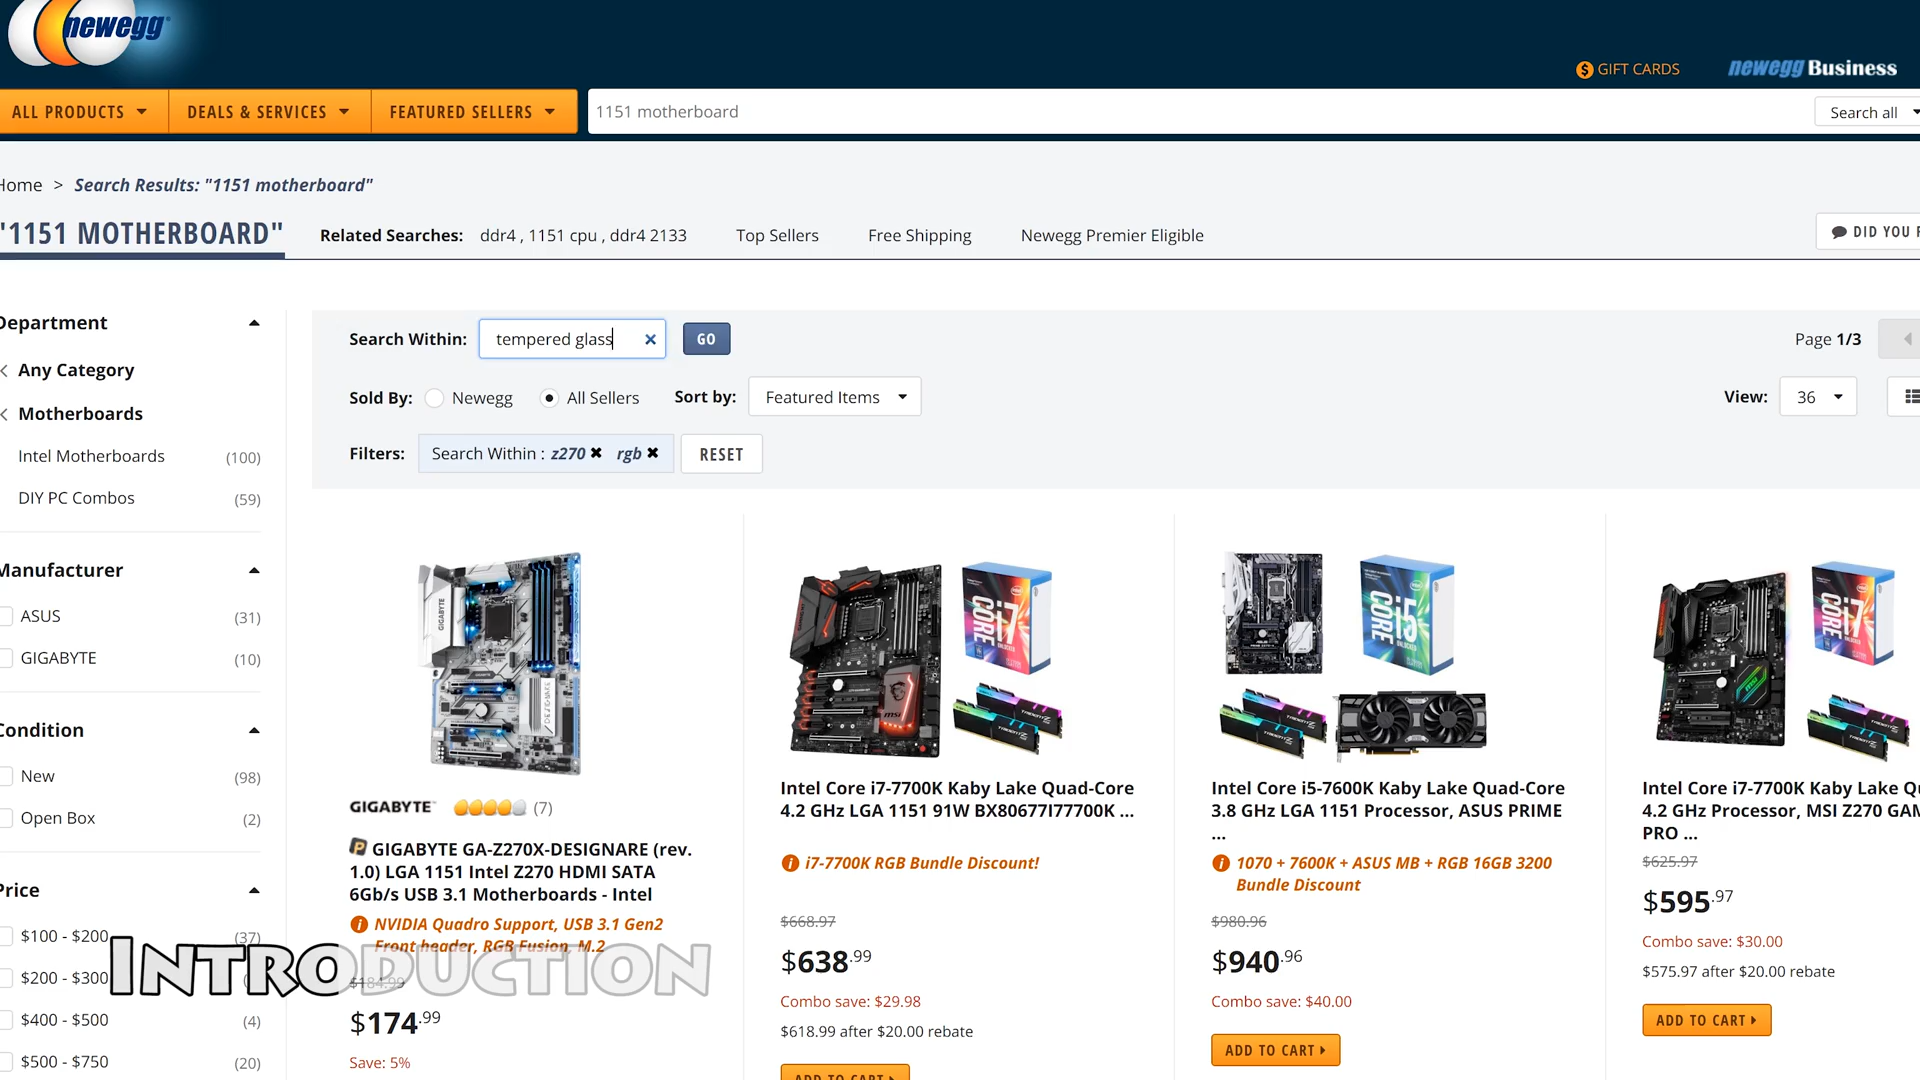 newegg
GIFT CARDS
newegg Business
ALL PRODUCTS
DEALS & SERVICES
FEATURED SELLERS
1151 motherboard
Search all
Home > Search Results: "1151 motherboard"
"1151 MOTHERBOARD"
Related Searches: ddr4 , 1151 cpu , ddr4 2133
Top Sellers
Free Shipping
Newegg Premier Eligible
DID YOU F
Department
Any Category
Motherboards
Intel Motherboards (100)
DIY PC Combos (59)
Manufacturer
ASUS (31)
GIGABYTE (10)
Condition
New (98)
Open Box (2)
Price
$100 - $200 (37)
$200 - $300
$400 - $500 (4)
$500 - $750 (20)
Search Within: tempered glass
GO
Page 1/3
Sold By: Newegg All Sellers
Sort by: Featured Items
View: 36
Filters: Search Within : z270 rgb
RESET
GIGABYTE (7)
GIGABYTE GA-Z270X-DESIGNARE (rev.
1.0) LGA 1151 Intel Z270 HDMI SATA
6Gb/s USB 3.1 Motherboards - Intel
NVIDIA Quadro Support, USB 3.1 Gen2
Front header, RGB Fusion, M.2
$184.99
$174.99
Save: 5%
Intel Core i7-7700K Kaby Lake Quad-Core
4.2 GHz LGA 1151 91W BX80677I77700K ...
i7-7700K RGB Bundle Discount!
$668.97
$638.99
Combo save: $29.98
$618.99 after $20.00 rebate
ADD TO CART
Intel Core i5-7600K Kaby Lake Quad-Core
3.8 GHz LGA 1151 Processor, ASUS PRIME
...
1070 + 7600K + ASUS MB + RGB 16GB 3200
Bundle Discount
$980.96
$940.96
Combo save: $40.00
ADD TO CART
Intel Core i7-7700K Kaby Lake Qu
4.2 GHz Processor, MSI Z270 GAM
PRO ...
$625.97
$595.97
Combo save: $30.00
$575.97 after $20.00 rebate
ADD TO CART
INTRODUCTION